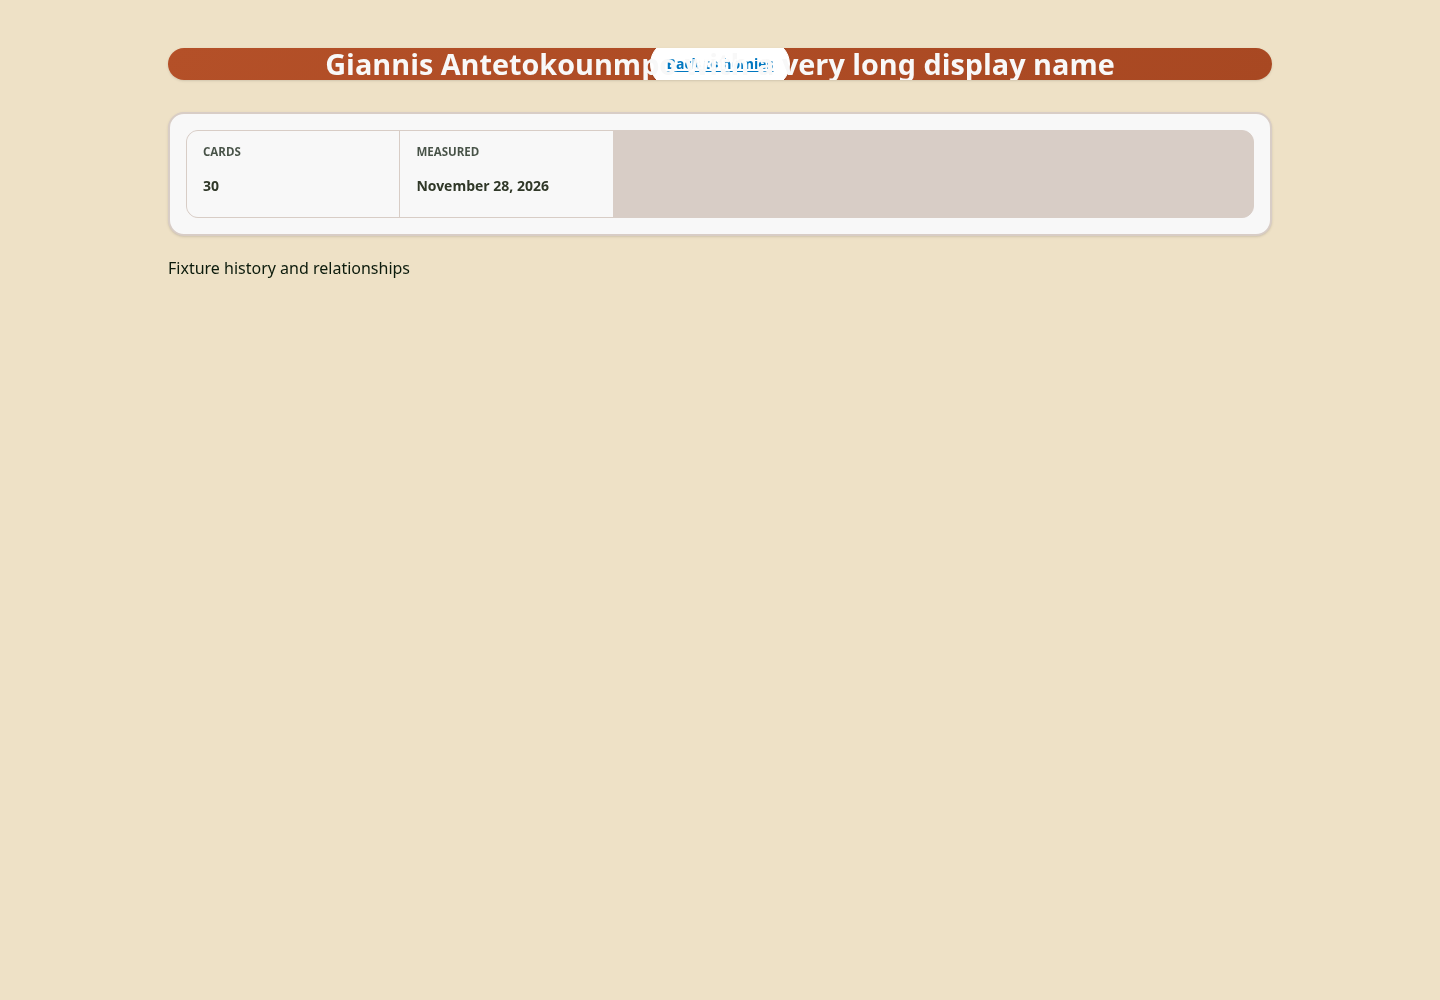 Giannis Antetokounmp very long display name
CARDS
MEASURED
30
November 28, 2026
Fixture history and relationships